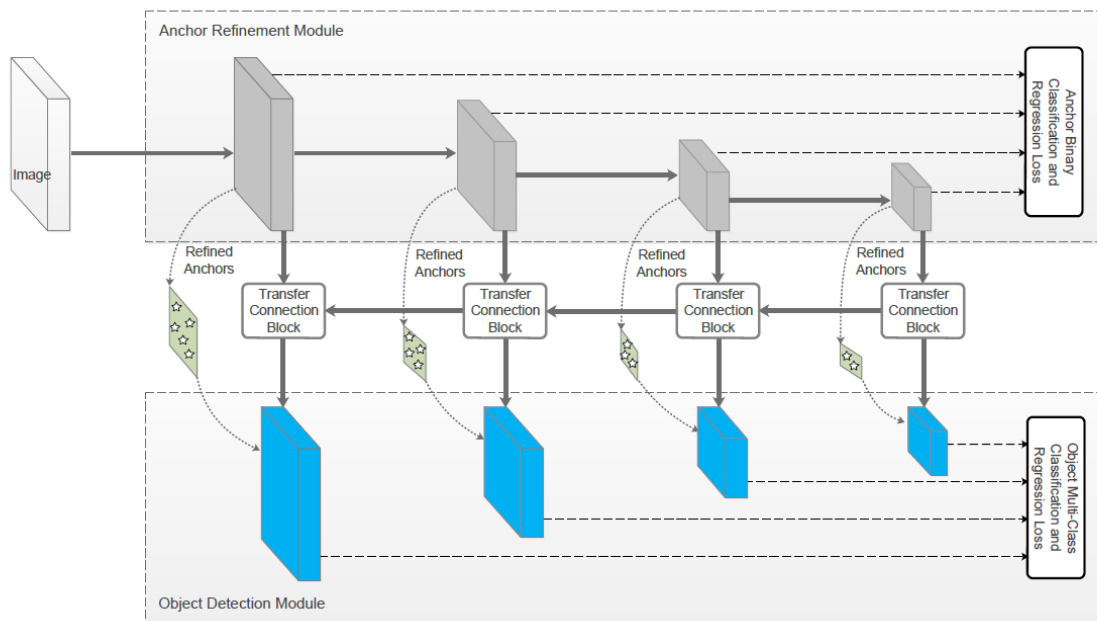 Anchor Refinement Module
Image
Anchor Binary
Classification and
Regression Loss
Refined
Anchors
Refined
Anchors
Refined
Anchors
Refined
Anchors
Transfer
Connection
Block
Transfer
Connection
Block
Transfer
Connection
Block
Transfer
Connection
Block
Object Multi-Class
Classification and
Regression Loss
Object Detection Module